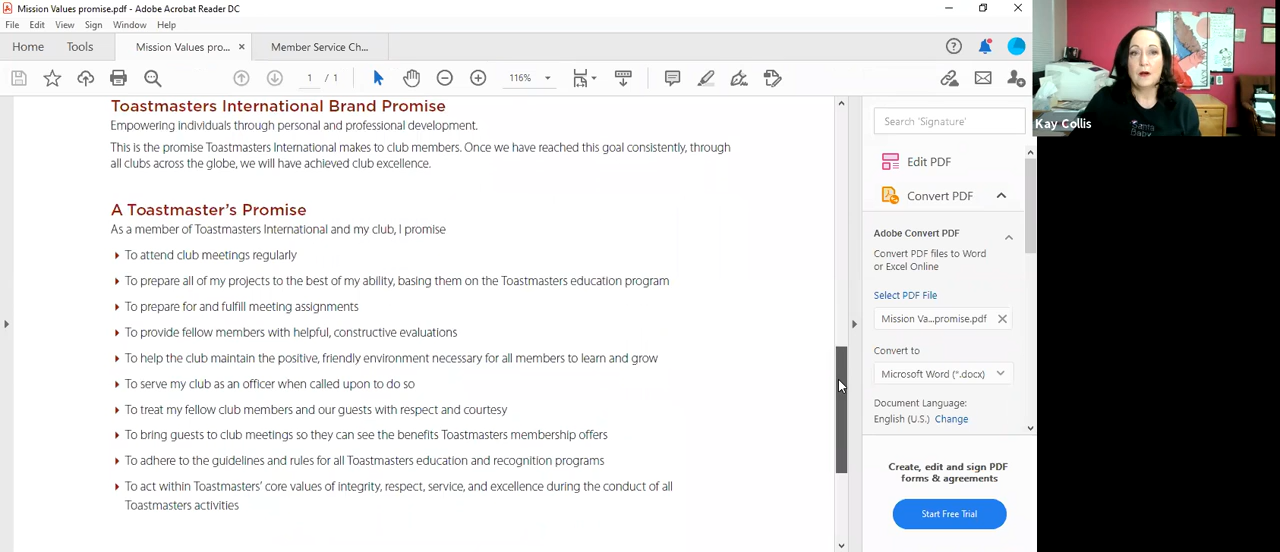 Mission Values promise.pdf - Adobe Acrobat Reader DC
File Edit View Sign Window Help
Home Tools Mission Values pro... × Member Service Ch...
1 / 1 116%
Kay Collis
Toastmasters International Brand Promise
Empowering individuals through personal and professional development.
This is the promise Toastmasters International makes to club members. Once we have reached this goal consistently, through
all clubs across the globe, we will have achieved club excellence.
A Toastmaster's Promise
As a member of Toastmasters International and my club, I promise
To attend club meetings regularly
To prepare all of my projects to the best of my ability, basing them on the Toastmasters education program
To prepare for and fulfill meeting assignments
To provide fellow members with helpful, constructive evaluations
To help the club maintain the positive, friendly environment necessary for all members to learn and grow
To serve my club as an officer when called upon to do so
To treat my fellow club members and our guests with respect and courtesy
To bring guests to club meetings so they can see the benefits Toastmasters membership offers
To adhere to the guidelines and rules for all Toastmasters education and recognition programs
To act within Toastmasters' core values of integrity, respect, service, and excellence during the conduct of all
Toastmasters activities
Search 'Signature'
Edit PDF
Convert PDF
Adobe Convert PDF
Convert PDF files to Word
or Excel Online
Select PDF File
Mission Va...promise.pdf
Convert to
Microsoft Word (*.docx)
Document Language:
English (U.S.) Change
Create, edit and sign PDF
forms & agreements
Start Free Trial